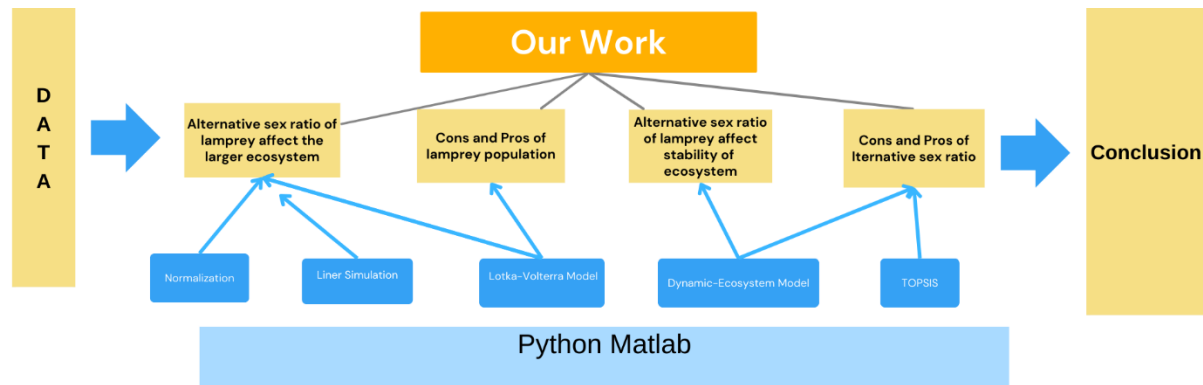 Our Work
D
A
T
A
Alternative sex ratio of
lamprey affect the
larger ecosystem
Cons and Pros of
lamprey population
Alternative sex ratio
of lamprey affect
stability of
ecosystem
Cons and Pros of
Iternative sex ratio
Conclusion
Normalization
Liner Simulation
Lotka-Volterra Model
Dynamic-Ecosystem Model
TOPSIS
Python Matlab